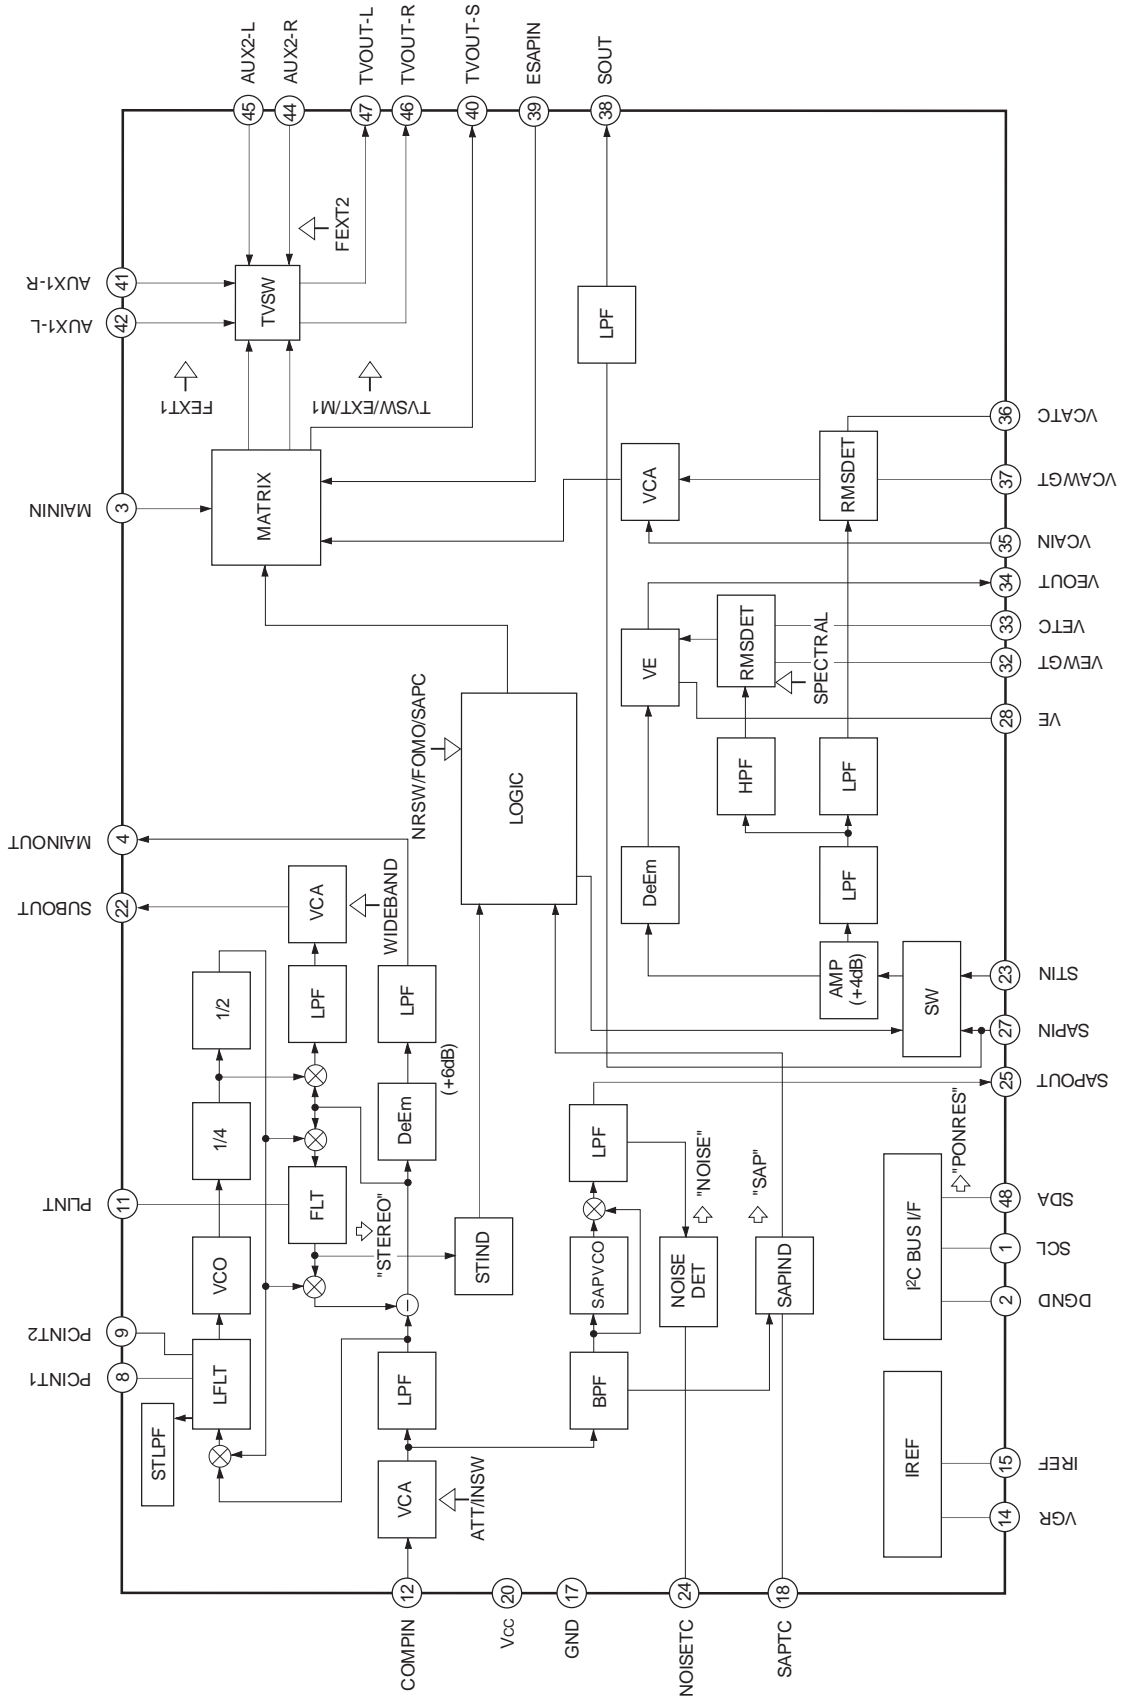 AUX2-L
AUX2-R
TVOUT-L
TVOUT-R
TVOUT-S
ESAPIN
SOUT
45
44
47
46
40
39
38
AUX1-R
41
AUX1-L
42
TVSW
FEXT2
FEXT1
TVSW/EXT/M1
LPF
MAININ
3
MATRIX
VCA
RMSDET
36
VCATC
37
VCAWGT
35
VCAIN
34
VEOUT
33
VETC
32
VEWGT
28
VE
VE
RMSDET
SPECTRAL
HPF
LPF
NRSW/FOMO/SAPC
LOGIC
MAINOUT
4
SUBOUT
22
VCA
WIDEBAND
DeEm
LPF
1/2
LPF
LPF
(+6dB)
AMP
(+4dB)
SW
23
STIN
27
SAPIN
25
SAPOUT
1/4
DeEm
LPF
"NOISE"
"SAP"
"PONRES"
PLINT
11
FLT
"STEREO"
STIND
VCO
SAPVCO
NOISE
DET
SAPIND
I²C BUS I/F
48
SDA
1
SCL
2
DGND
PCINT2
9
PCINT1
8
LFLT
LPF
BPF
STLPF
VCA
ATT/INSW
IREF
15
IREF
14
VGR
12
20
17
24
18
COMPIN
Vcc
GND
NOISETC
SAPTC